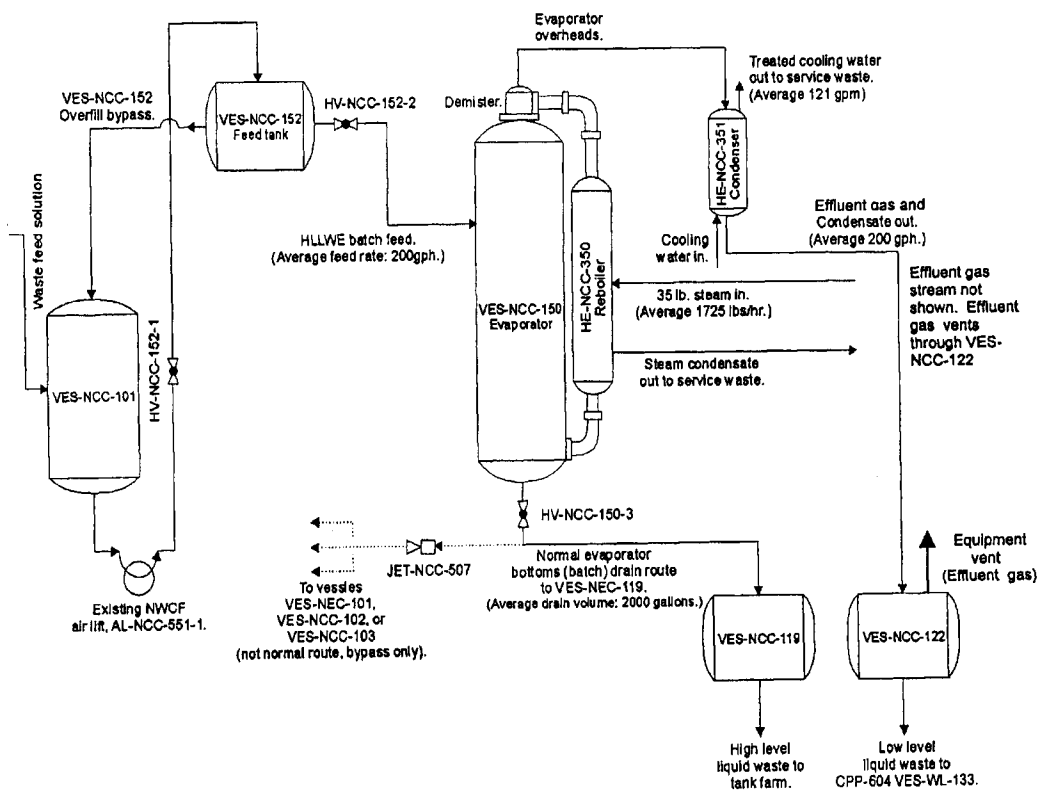 Evaporator
overheads.
Treated cooling water
out to service waste.
(Average 121 gpm)
VES-NCC-152
Overfill bypass.
HV-NCC-152-2
Demister.
VES-NCC-152
Feed tank
HE-NCC-351
Condenser
Waste feed solution
HLLWE batch feed.
(Average feed rate: 200gph.)
Effluent gas and
Condensate out.
(Average 200 gph.)
Cooling
water in.
VES-NCC-150
Evaporator
HE-NCC-350
Reboiler
35 lb. steam in.
(Average 1725 lbs/hr.)
Effluent gas
stream not
shown. Effluent
gas vents
through VES-
NCC-122
HV-NCC-152-1
VES-NCC-101
Steam condensate
out to service waste.
HV-NCC-150-3
JET-NCC-507
Normal evaporator
bottoms (batch) drain route
to VES-NEC-119.
(Average drain volume: 2000 gallons.)
Equipment
vent
(Effluent gas)
Existing NWCF
air lift, AL-NCC-551-1.
To vessles
VES-NEC-101,
VES-NCC-102, or
VES-NCC-103
(not normal route, bypass only).
VES-NCC-119
VES-NCC-122
High level
liquid waste to
tank farm.
Low level
liquid waste to
CPP-604 VES-WL-133.